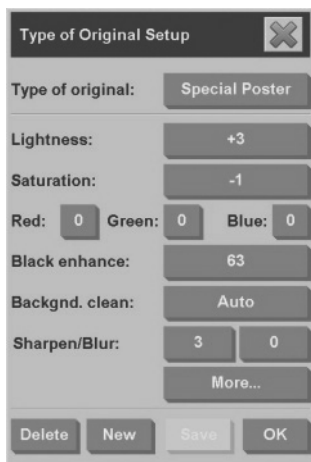 Type of Original Setup
Type of original: Special Poster
Lightness: +3
Saturation: -1
Red: 0 Green: 0 Blue: 0
Black enhance: 63
Backgnd. clean: Auto
Sharpen/Blur: 3 0
More...
Delete New Save OK